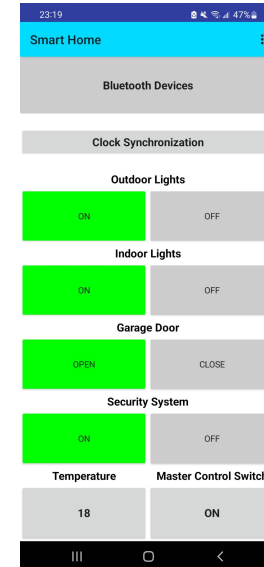 23:19 47%
Smart Home
Bluetooth Devices
Clock Synchronization
Outdoor Lights
ON OFF
Indoor Lights
ON OFF
Garage Door
OPEN CLOSE
Security System
ON OFF
Temperature Master Control Switch
18 ON